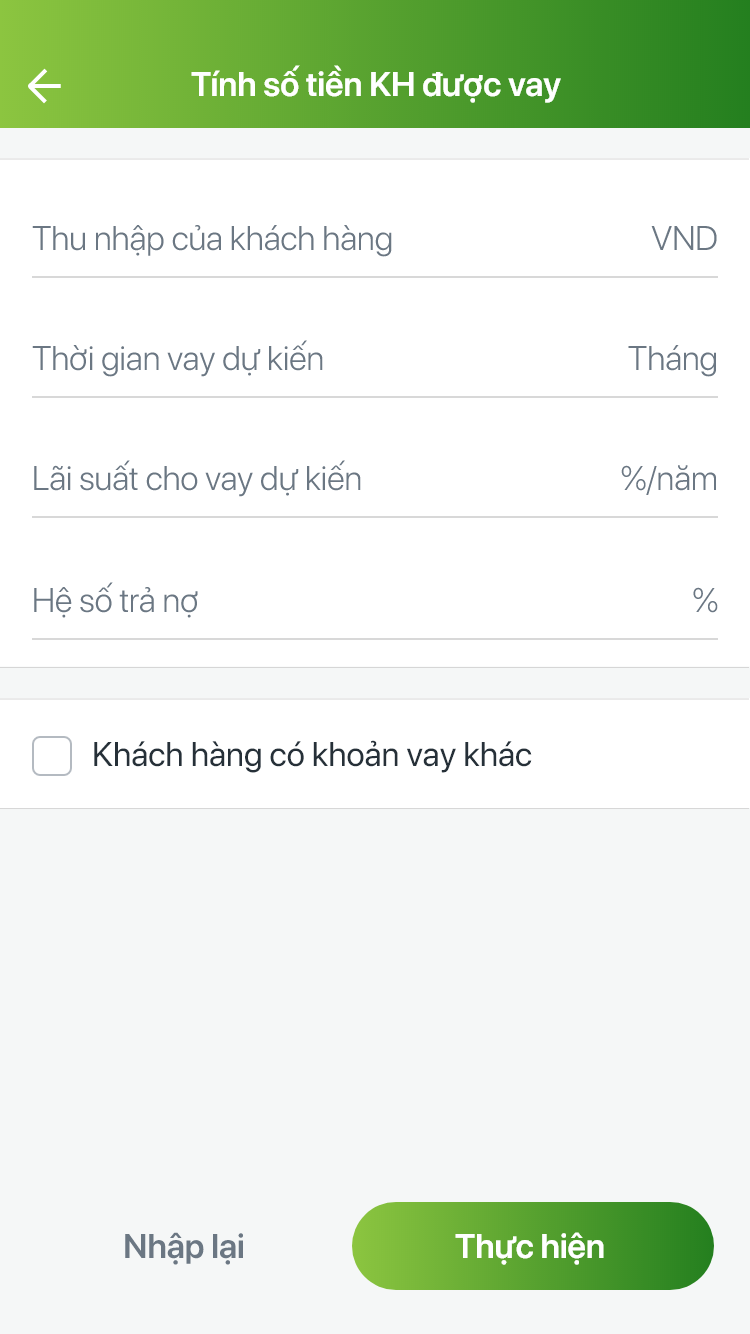 Tính số tiền KH được vay
Thu nhập của khách hàng VND
Thời gian vay dự kiến Tháng
Lãi suất cho vay dự kiến %/năm
Hệ số trả nợ %
Khách hàng có khoản vay khác
Nhập lại Thực hiện